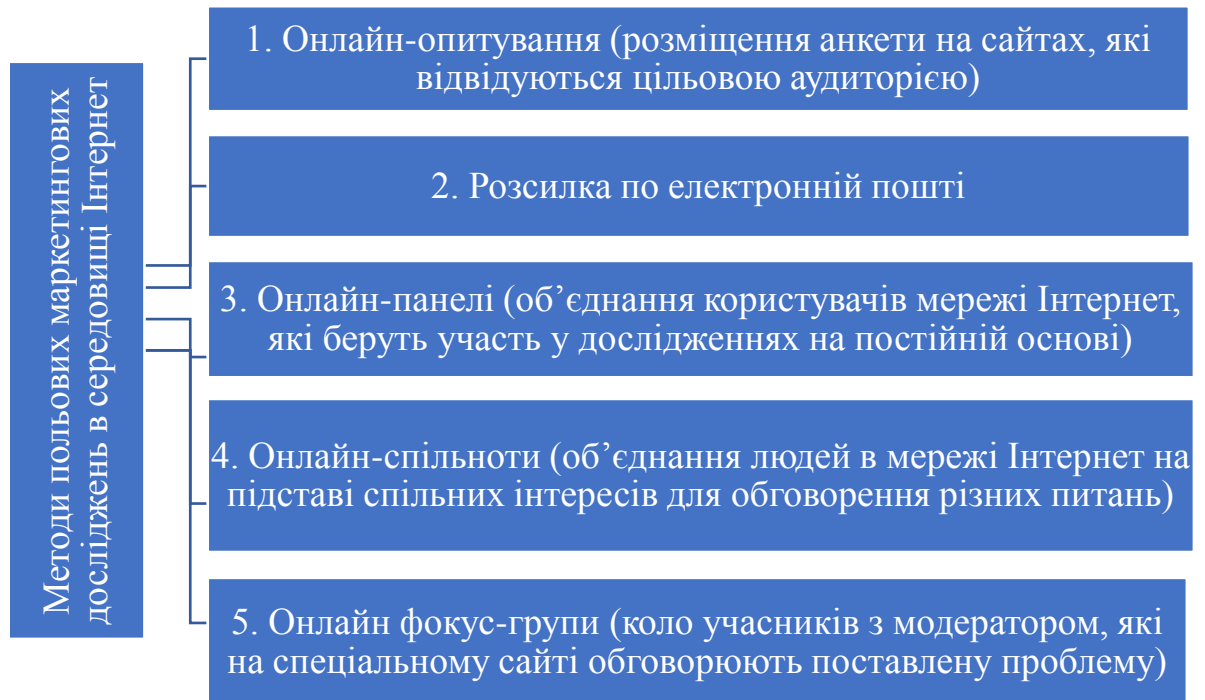 Методи польових маркетингових
досліджень в середовищі Інтернет
1. Онлайн-опитування (розміщення анкети на сайтах, які
відвідуються цільовою аудиторією)
2. Розсилка по електронній пошті
3. Онлайн-панелі (об’єднання користувачів мережі Інтернет,
які беруть участь у дослідженнях на постійній основі)
4. Онлайн-спільноти (об’єднання людей в мережі Інтернет на
підставі спільних інтересів для обговорення різних питань)
5. Онлайн фокус-групи (коло учасників з модератором, які
на спеціальному сайті обговорюють поставлену проблему)